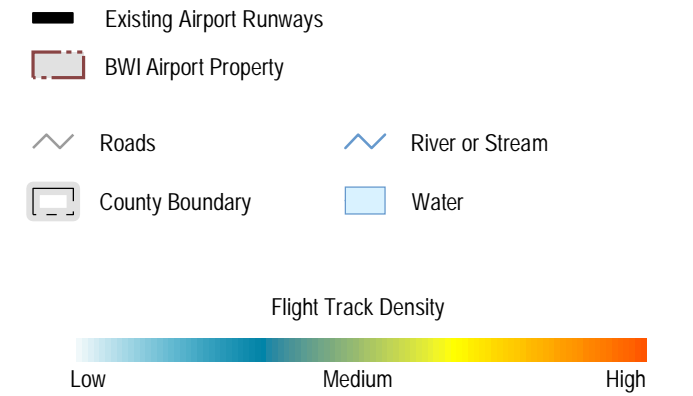 Existing Airport Runways
BWI Airport Property
Roads
River or Stream
County Boundary
Water
Flight Track Density
Low
Medium
High